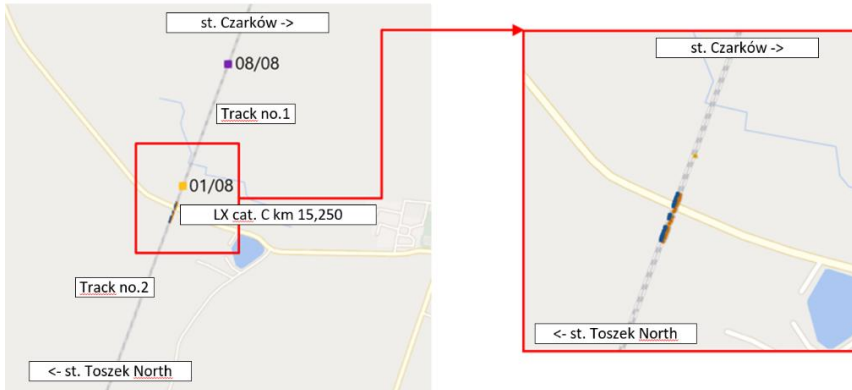 st. Czarków ->
08/08
Track no.1
01/08
LX cat. C km 15,250
Track no.2
<- st. Toszek North
st. Czarków ->
<- st. Toszek North